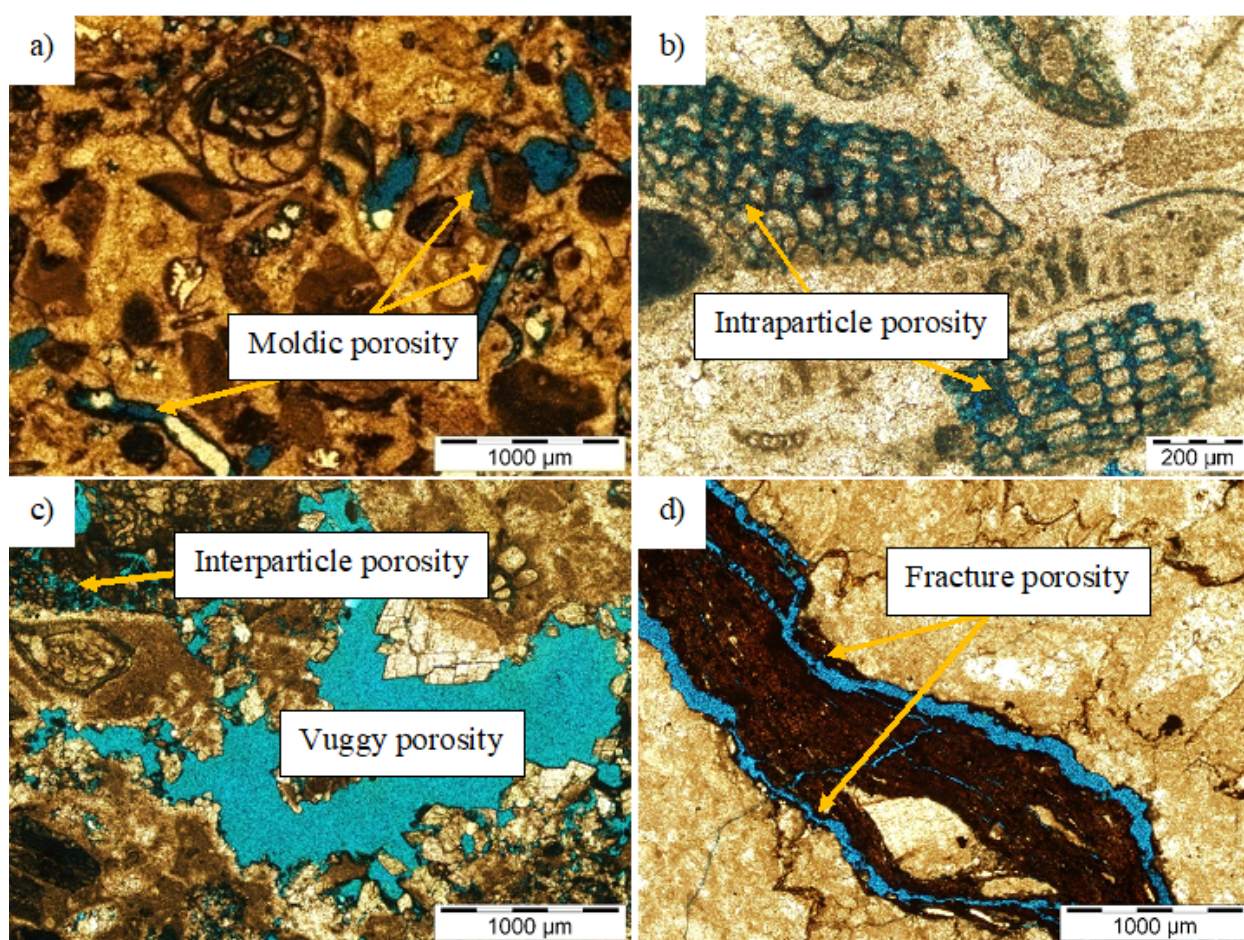 a)
Moldic porosity
1000 µm
b)
Intraparticle porosity
200 µm
c)
Interparticle porosity
Vuggy porosity
1000 µm
d)
Fracture porosity
1000 µm